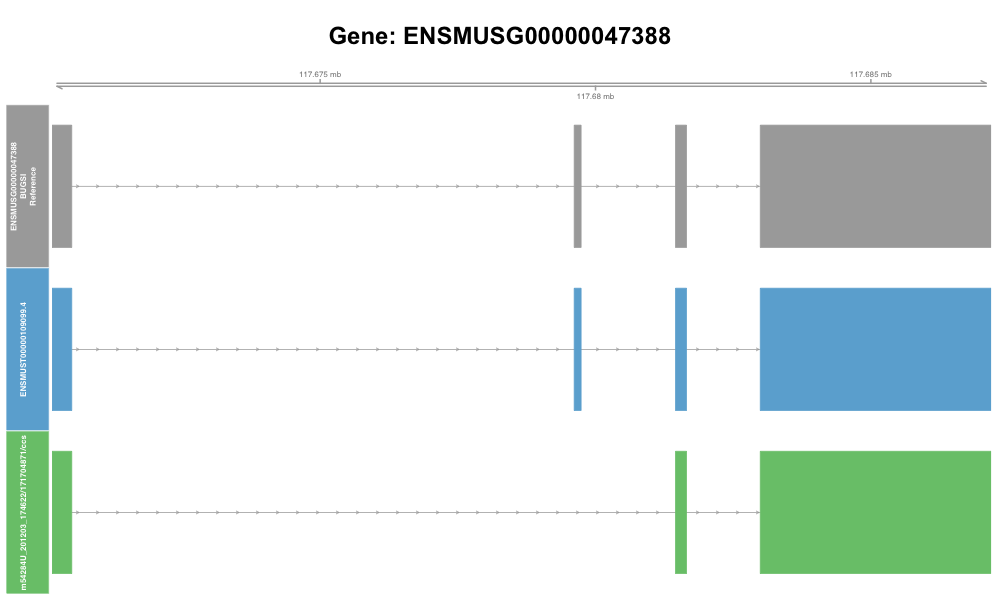 Gene: ENSMUSG00000047388
117.675 mb
117.685 mb
117.68 mb
ENSMUSG00000047388
BUGSI
Reference
ENSMUST00000109099.4
m54284U_201203_174622/171704871/ccs